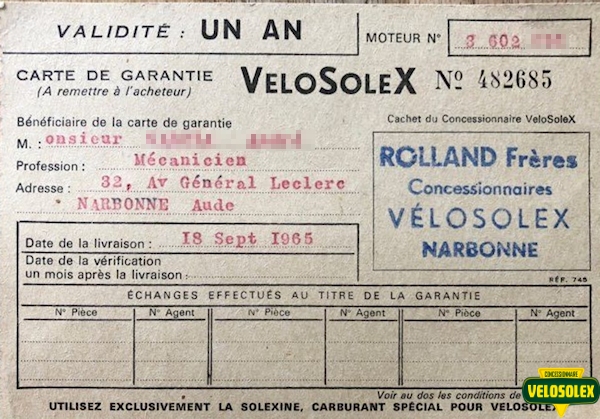 VALIDITÉ : UN AN
MOTEUR N° 3 602
CARTE DE GARANTIE VELOSOLEX No 482685
(A remettre à l'acheteur)
Bénéficiaire de la carte de garantie
M. : onsieur
Profession : Mécanicien
Adresse : 32, Av Général Leclerc
NARBONNE Aude
Cachet du Concessionnaire VeloSoleX
ROLLAND Frères
Concessionnaires
VÉLOSOLEX
NARBONNE
Date de la livraison : I8 Sept I965
Date de la vérification
un mois après la livraison :
RÉF. 745
ÉCHANGES EFFECTUÉS AU TITRE DE LA GARANTIE
N° Pièce N° Agent N° Pièce N° Agent N° Pièce N° Agent
Voir au dos les conditions de
UTILISEZ EXCLUSIVEMENT LA SOLEXINE, CARBURANT SPÉCIAL POUR VELOSOLEX
CONCESSIONNAIRE
VELOSOLEX